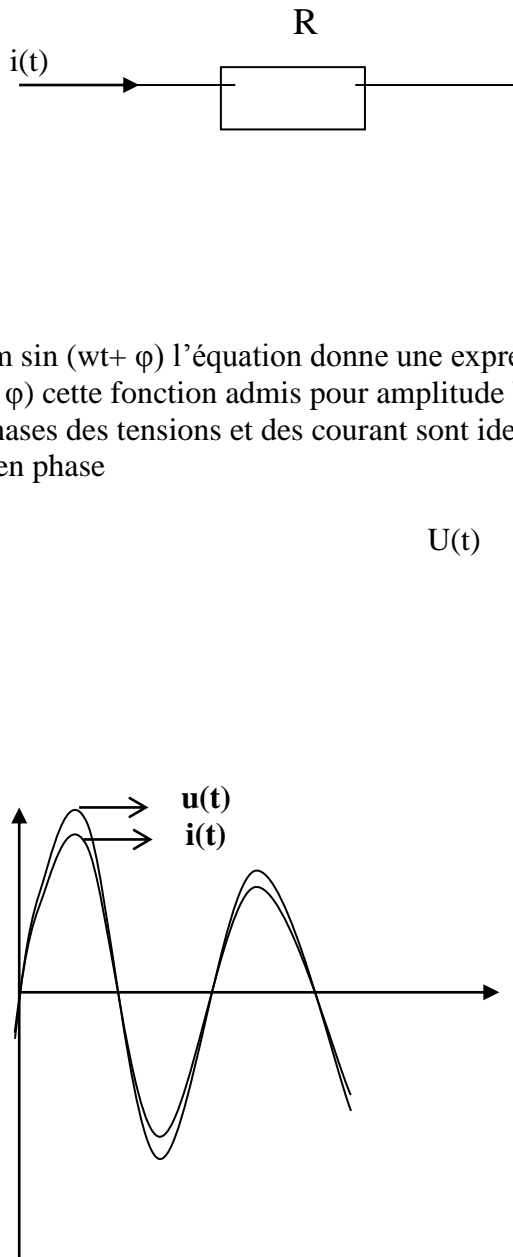 R
i(t)
m sin (wt+ φ) l’équation donne une expre
φ) cette fonction admis pour amplitude
hases des tensions et des courant sont ide
en phase
U(t)
u(t)
i(t)